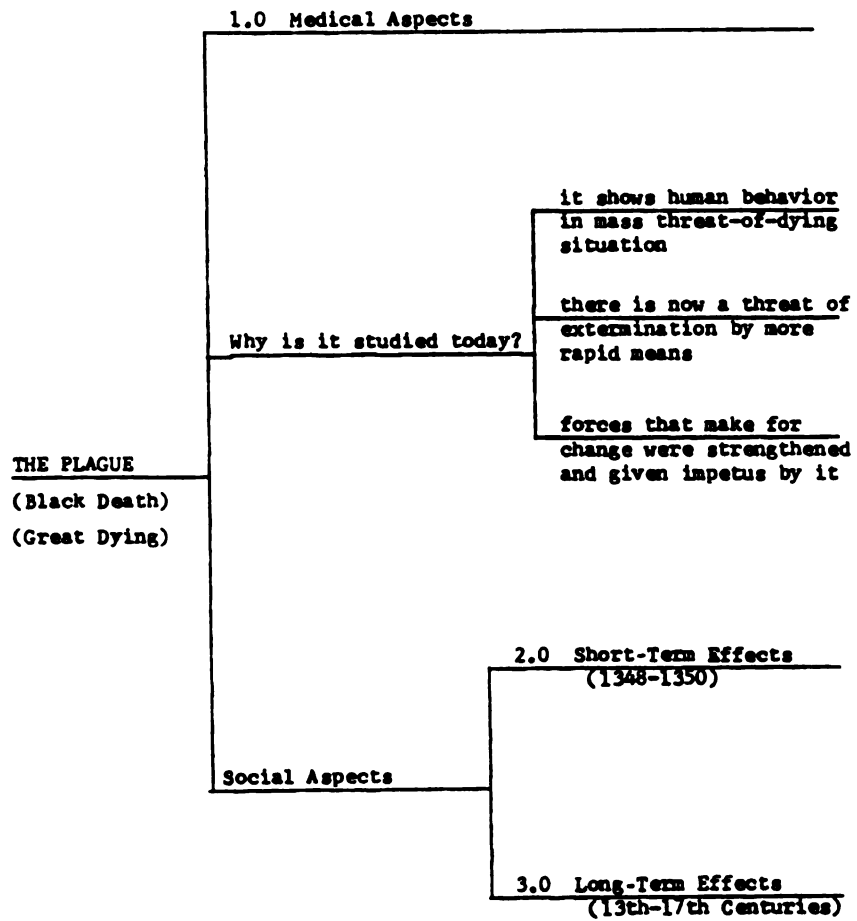 1.0 Medical Aspects
it shows human behavior
in mass threat-of-dying
situation
there is now a threat of
extermination by more
rapid means
Why is it studied today?
forces that make for
change were strengthened
and given impetus by it
THE PLAGUE
(Black Death)
(Great Dying)
2.0 Short-Term Effects
(1348-1350)
Social Aspects
3.0 Long-Term Effects
(13th-17th Centuries)